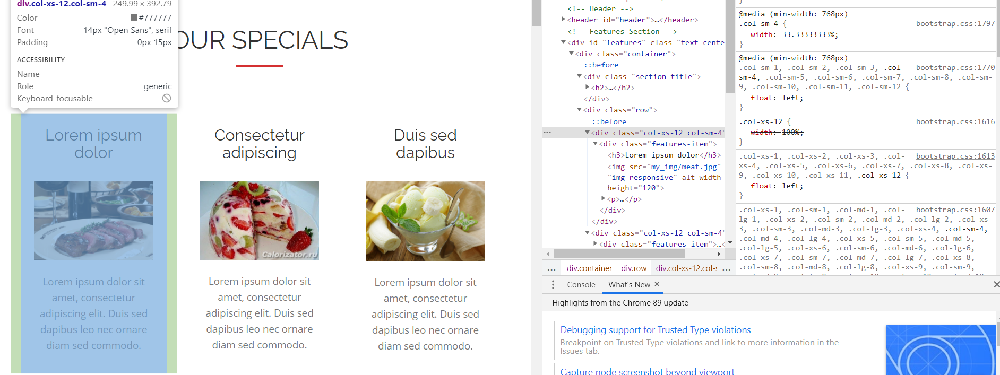 div.col-xs-12.col-sm-4 249.99 × 392.79
Color #777777
Font 14px "Open Sans", serif
Padding 0px 15px
ACCESSIBILITY
Name
Role generic
Keyboard-focusable
OUR SPECIALS
Lorem ipsum
dolor
Lorem ipsum dolor sit
amet, consectetur
adipiscing elit. Duis sed
dapibus leo nec ornare
diam sed commodo.
Consectetur
adipiscing
Calorizator.ru
Lorem ipsum dolor sit
amet, consectetur
adipiscing elit. Duis sed
dapibus leo nec ornare
diam sed commodo.
Duis sed
dapibus
Lorem ipsum dolor sit
amet, consectetur
adipiscing elit. Duis sed
dapibus leo nec ornare
diam sed commodo.
<!-- Header -->
<header id="header">…</header>
<!-- Features Section -->
<div id="features" class="text-cente
<div class="container">
::before
<div class="section-title">
<h2>…</h2>
</div>
<div class="row">
::before
<div class="col-xs-12 col-sm-4"
<div class="features-item">
<h3>Lorem ipsum dolor</h3>
<img src="my_img/meat.jpg"
"img-responsive" alt width=
height="120">
<p>…</p>
</div>
</div>
<div class="col-xs-12 col-sm-4"
<div class="features-item">…<
… div.container div.row div.col-xs-12.col-s …
}
@media (min-width: 768px)
.col-sm-4 { bootstrap.css:1797
width: 33.33333333%;
}
@media (min-width: 768px)
.col-sm-1, .col-sm-2, .col-sm-3, .col- bootstrap.css:1770
sm-4, .col-sm-5, .col-sm-6, .col-sm-7, .col-sm-8, .col-sm-
9, .col-sm-10, .col-sm-11, .col-sm-12 {
float: left;
}
.col-xs-12 { bootstrap.css:1616
width: 100%;
}
.col-xs-1, .col-xs-2, .col-xs-3, .col- bootstrap.css:1613
xs-4, .col-xs-5, .col-xs-6, .col-xs-7, .col-xs-8, .col-xs-
9, .col-xs-10, .col-xs-11, .col-xs-12 {
float: left;
}
.col-xs-1, .col-sm-1, .col-md-1, .col- bootstrap.css:1607
lg-1, .col-xs-2, .col-sm-2, .col-md-2, .col-lg-2, .col-xs-
3, .col-sm-3, .col-md-3, .col-lg-3, .col-xs-4, .col-sm-4,
.col-md-4, .col-lg-4, .col-xs-5, .col-sm-5, .col-md-5,
.col-lg-5, .col-xs-6, .col-sm-6, .col-md-6, .col-lg-6,
.col-xs-7, .col-sm-7, .col-md-7, .col-lg-7, .col-xs-8,
.col-sm-8, .col-md-8, .col-lg-8, .col-xs-9, .col-sm-9,
Console What's New ×
Highlights from the Chrome 89 update
Debugging support for Trusted Type violations
Breakpoint on Trusted Type violations and link to more information in the
Issues tab.
Capture node screenshot beyond viewport